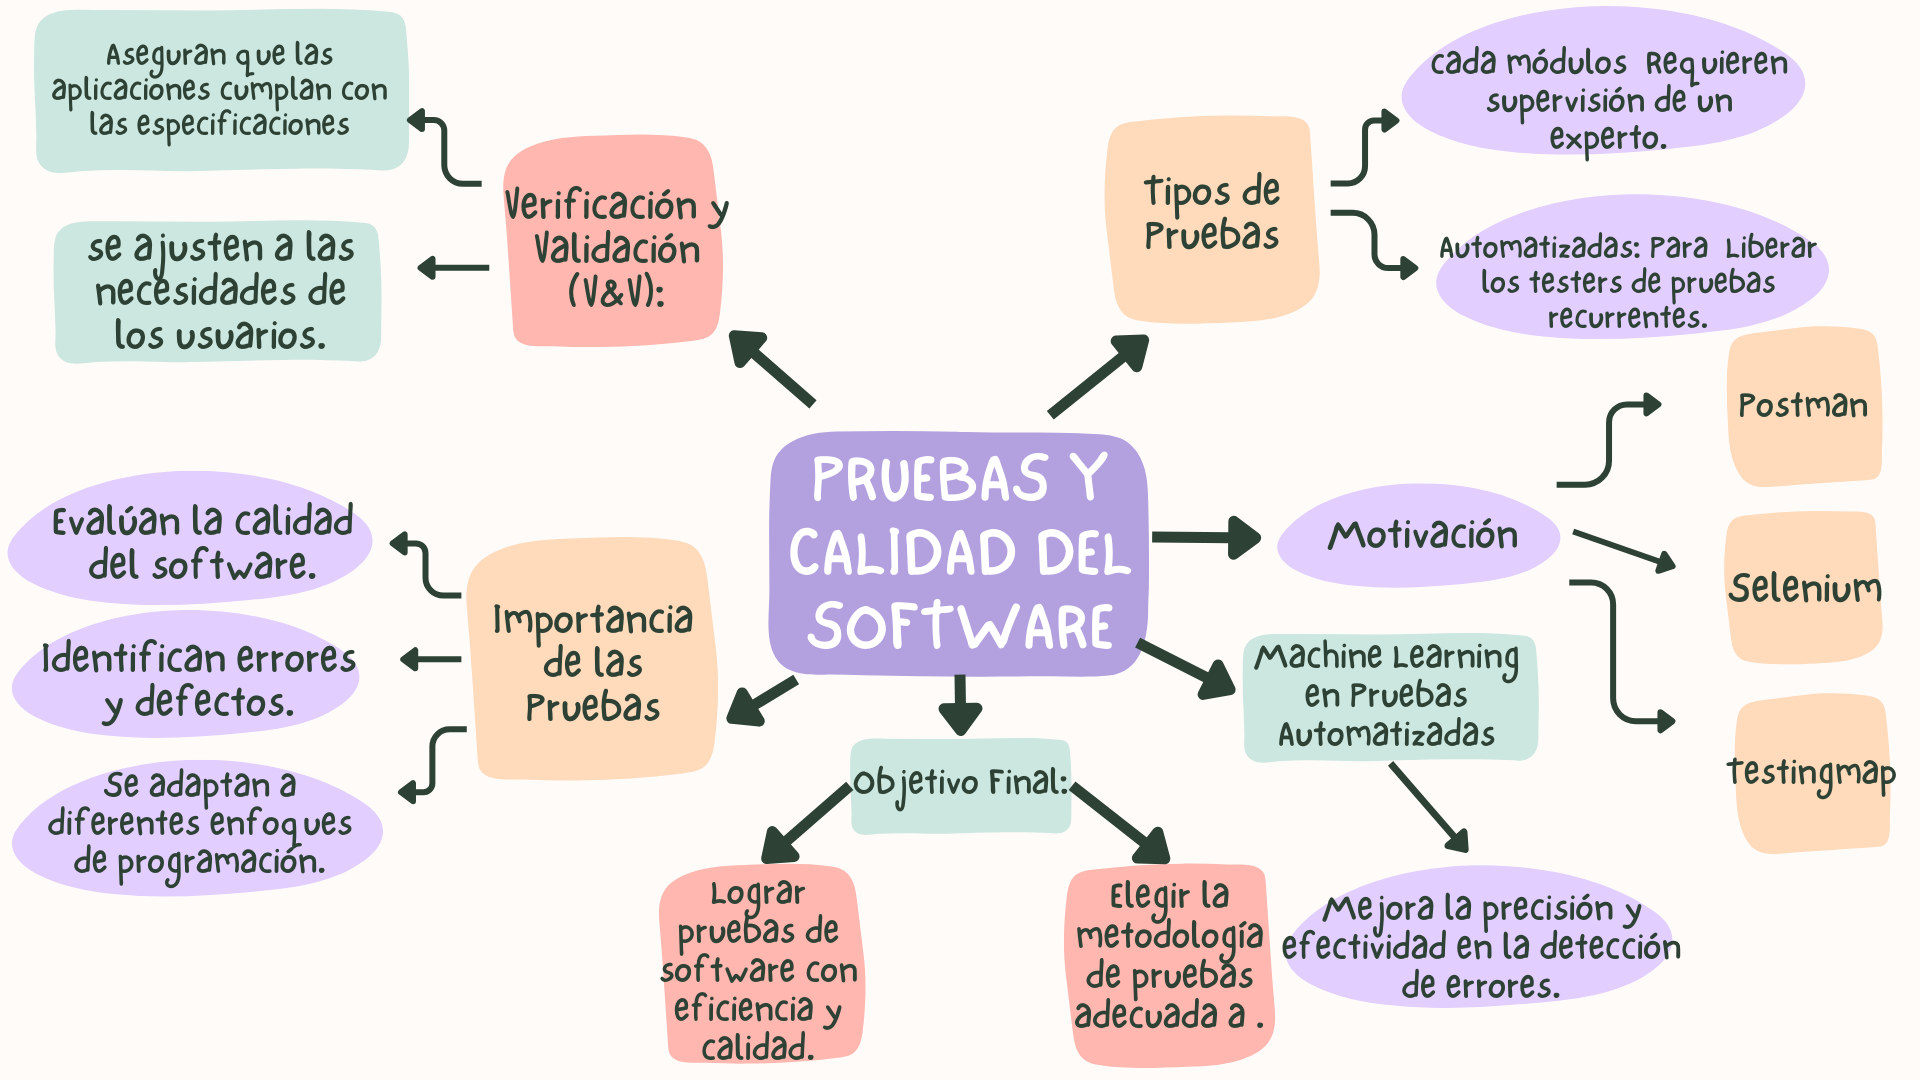 Aseguran que las
aplicaciones cumplan con
las especificaciones
se ajusten a las
necesidades de
los usuarios.
Verificación y
Validación
(V&V):
Tipos de
Pruebas
cada módulos Requieren
supervisión de un
experto.
Automatizadas: Para Liberar
los testers de pruebas
recurrentes.
PRUEBAS Y
CALIDAD DEL
SOFTWARE
Motivación
Postman
Selenium
Testingmap
Evalúan la calidad
del software.
Identifican errores
y defectos.
Se adaptan a
diferentes enfoques
de programación.
Importancia
de las
Pruebas
Objetivo Final:
Lograr
pruebas de
software con
eficiencia y
calidad.
Elegir la
metodología
de pruebas
adecuada a .
Machine Learning
en Pruebas
Automatizadas
Mejora la precisión y
efectividad en la detección
de errores.